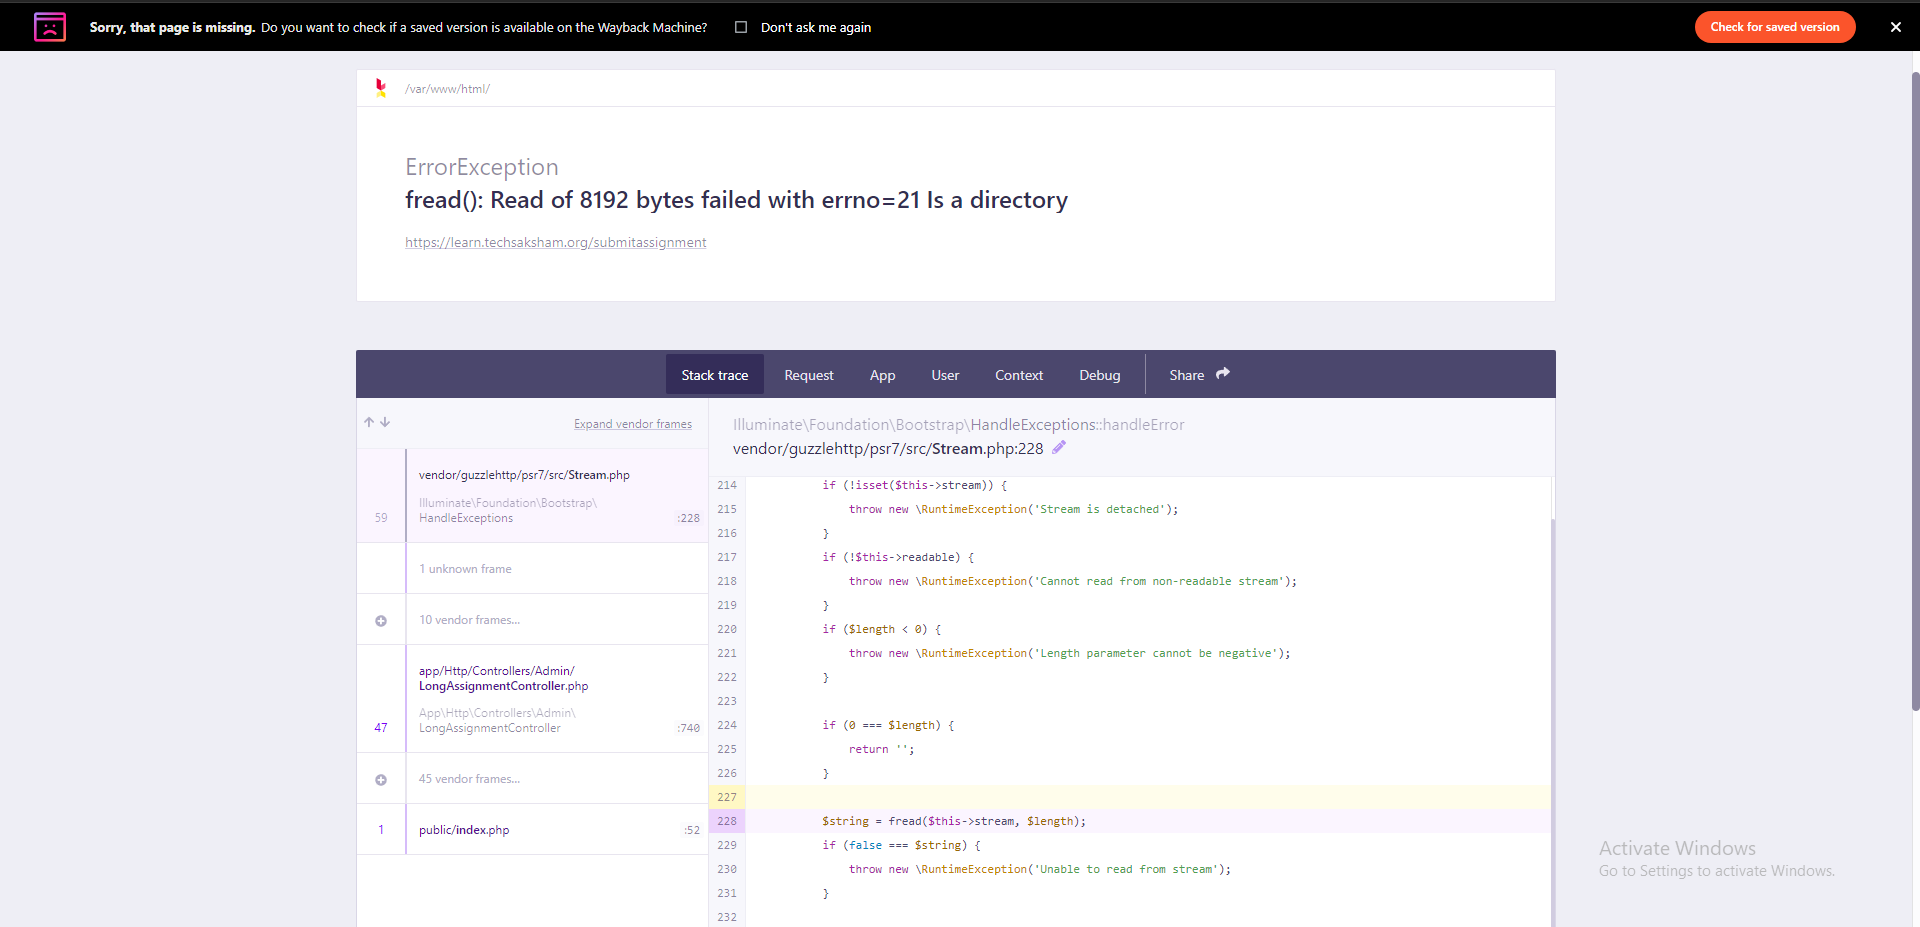 Sorry, that page is missing. Do you want to check if a saved version is available on the Wayback Machine? Don't ask me again Check for saved version
/var/www/html/
ErrorException
fread(): Read of 8192 bytes failed with errno=21 Is a directory
https://learn.techsaksham.org/submitassignment
Stack trace Request App User Context Debug Share
Expand vendor frames
vendor/guzzlehttp/psr7/src/Stream.php
Illuminate\Foundation\Bootstrap\
59 HandleExceptions :228
1 unknown frame
10 vendor frames...
app/Http/Controllers/Admin/
LongAssignmentController.php
App\Http\Controllers\Admin\
47 LongAssignmentController :740
45 vendor frames...
1 public/index.php :52
Illuminate\Foundation\Bootstrap\HandleExceptions::handleError
vendor/guzzlehttp/psr7/src/Stream.php:228
214 if (!isset($this->stream)) {
215 throw new \RuntimeException('Stream is detached');
216 }
217 if (!$this->readable) {
218 throw new \RuntimeException('Cannot read from non-readable stream');
219 }
220 if ($length < 0) {
221 throw new \RuntimeException('Length parameter cannot be negative');
222 }
223
224 if (0 === $length) {
225 return '';
226 }
227
228 $string = fread($this->stream, $length);
229 if (false === $string) {
230 throw new \RuntimeException('Unable to read from stream');
231 }
232
Activate Windows
Go to Settings to activate Windows.